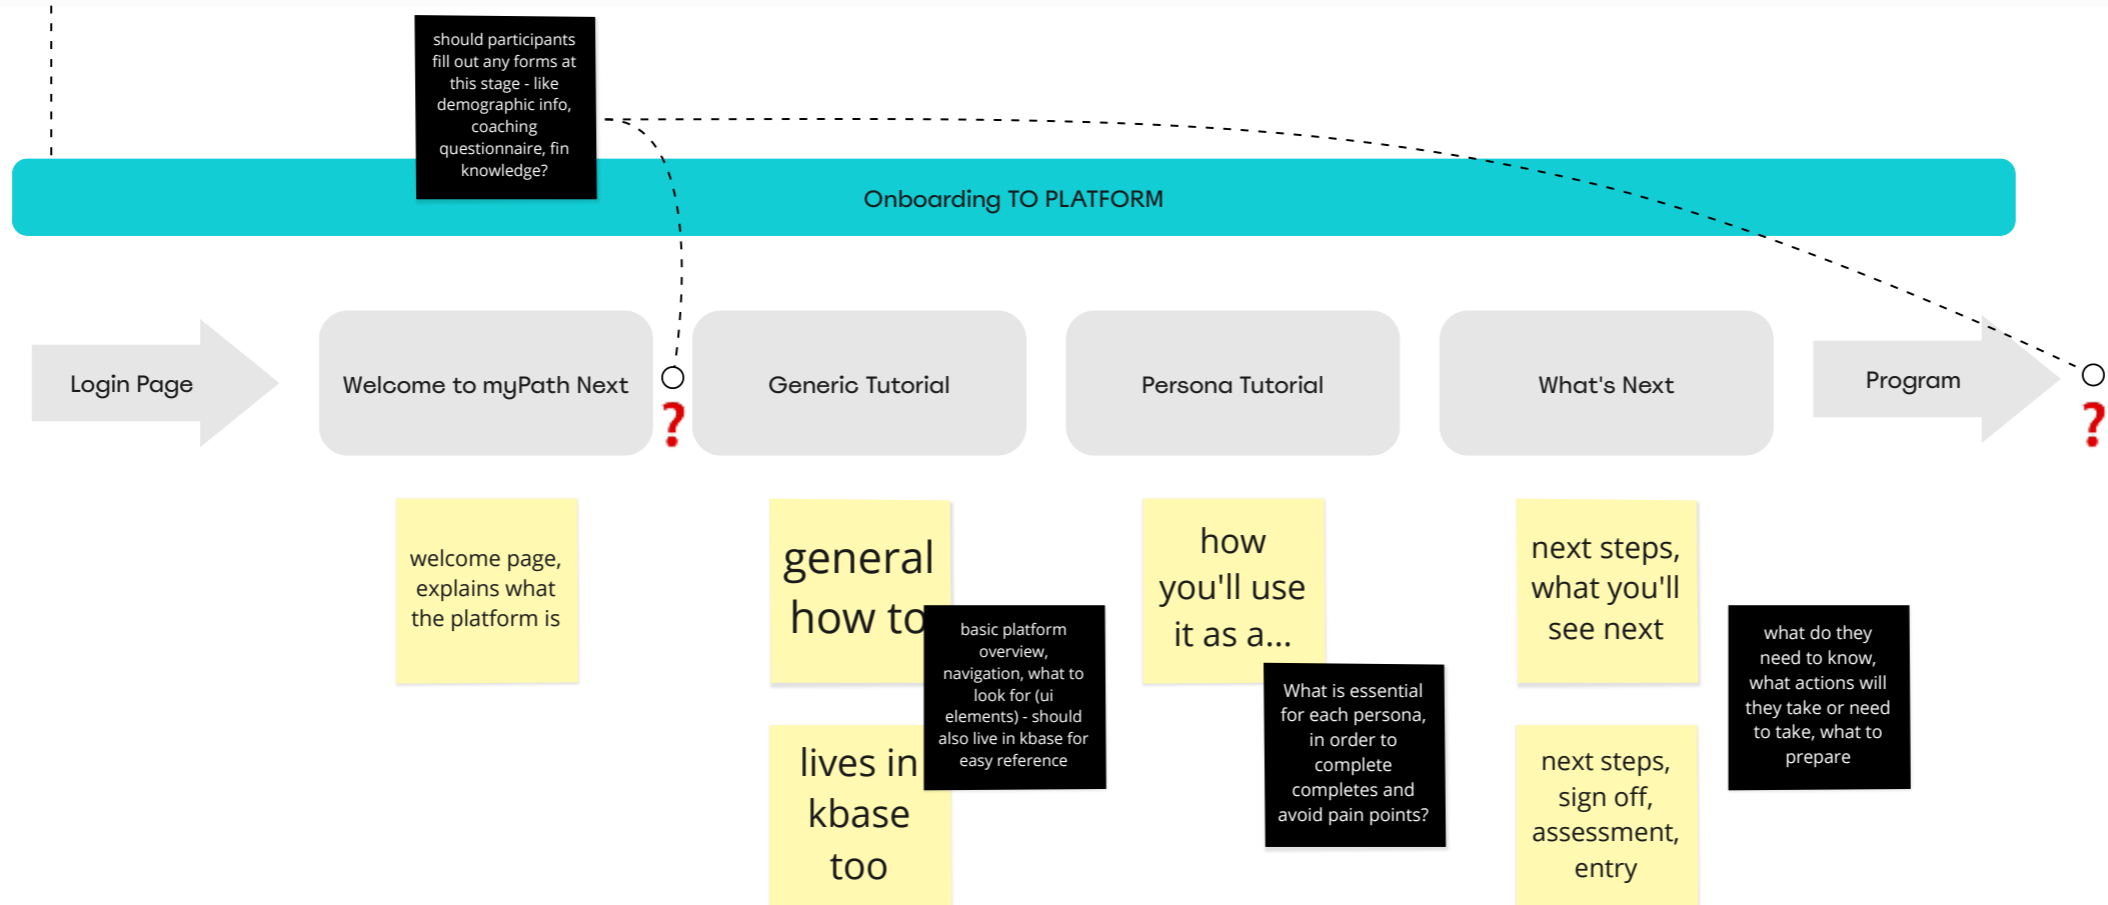 should participants
fill out any forms at
this stage - like
demographic info,
coaching
questionnaire, fin
knowledge?
Onboarding TO PLATFORM
Login Page
Welcome to myPath Next
?
Generic Tutorial
Persona Tutorial
What's Next
Program
?
welcome page,
explains what
the platform is
general
how to
basic platform
overview,
navigation, what to
look for (ui
elements) - should
also live in kbase for
easy reference
lives in
kbase
too
how
you'll use
it as a...
What is essential
for each persona,
in order to
complete
completes and
avoid pain points?
next steps,
what you'll
see next
what do they
need to know,
what actions will
they take or need
to take, what to
prepare
next steps,
sign off,
assessment,
entry